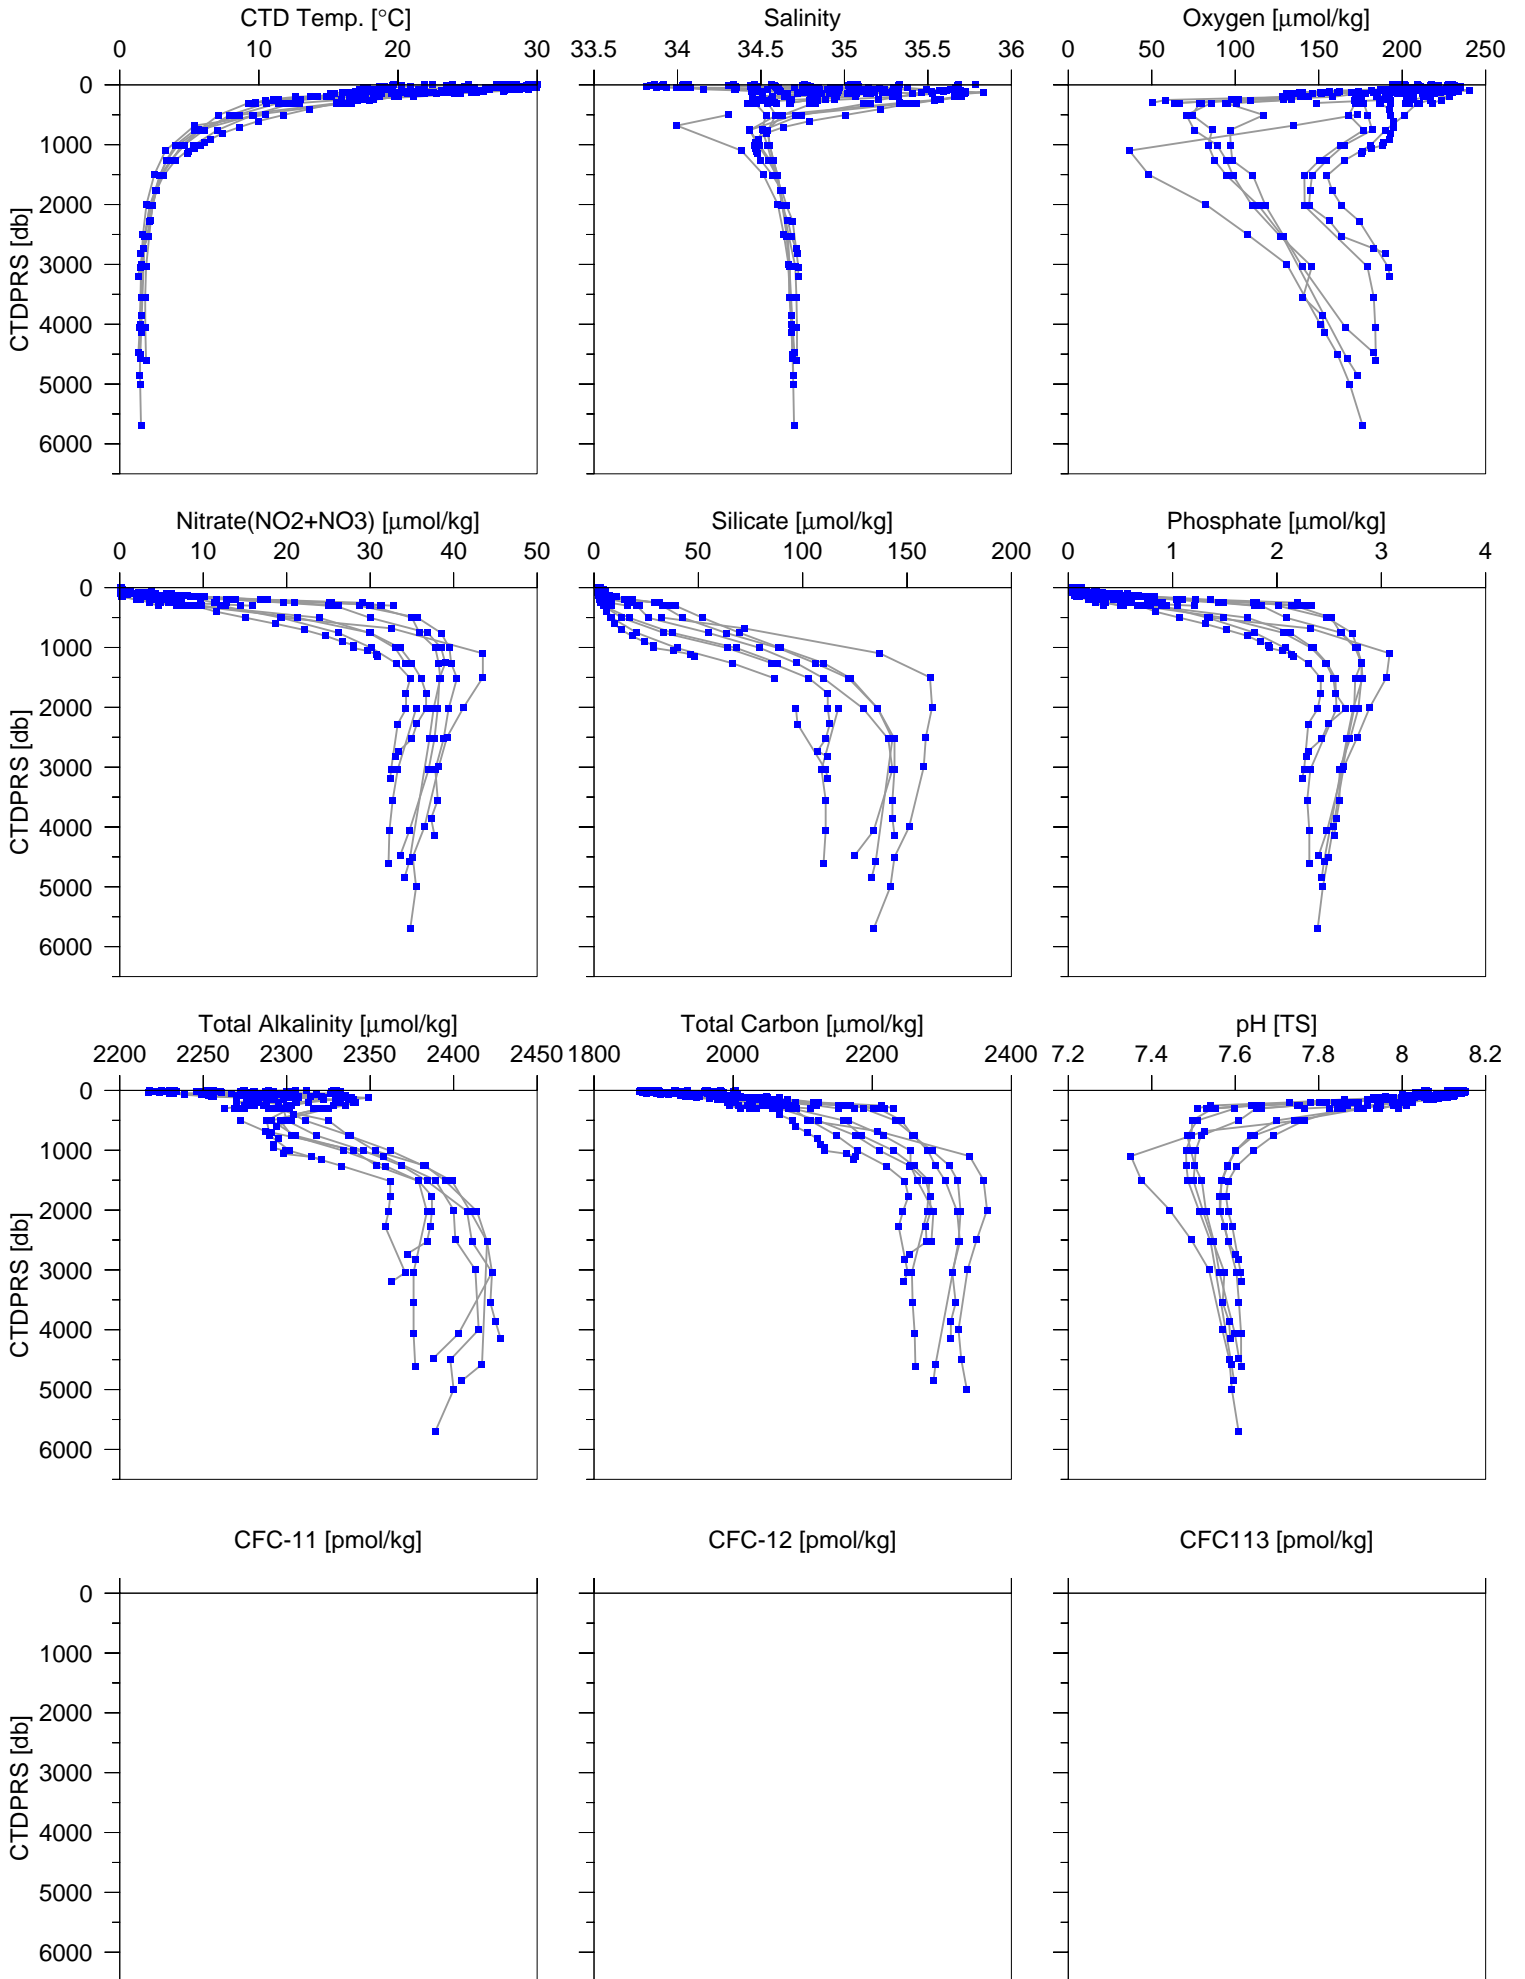 CTD Temp. [°C] Salinity Oxygen [μmol/kg]
0 10 20 30 33.5 34 34.5 35 35.5 36 0 50 100 150 200 250
0
1000
2000
3000
4000
5000
6000
CTDPRS [db]
Nitrate(NO2+NO3) [μmol/kg] Silicate [μmol/kg] Phosphate [μmol/kg]
0 10 20 30 40 50 0 50 100 150 200 0 1 2 3 4
0
1000
2000
3000
4000
5000
6000
CTDPRS [db]
Total Alkalinity [μmol/kg] Total Carbon [μmol/kg] pH [TS]
2200 2250 2300 2350 2400 2450 1800 2000 2200 2400 7.2 7.4 7.6 7.8 8 8.2
0
1000
2000
3000
4000
5000
6000
CTDPRS [db]
CFC-11 [pmol/kg] CFC-12 [pmol/kg] CFC113 [pmol/kg]
0
1000
2000
3000
4000
5000
6000
CTDPRS [db]